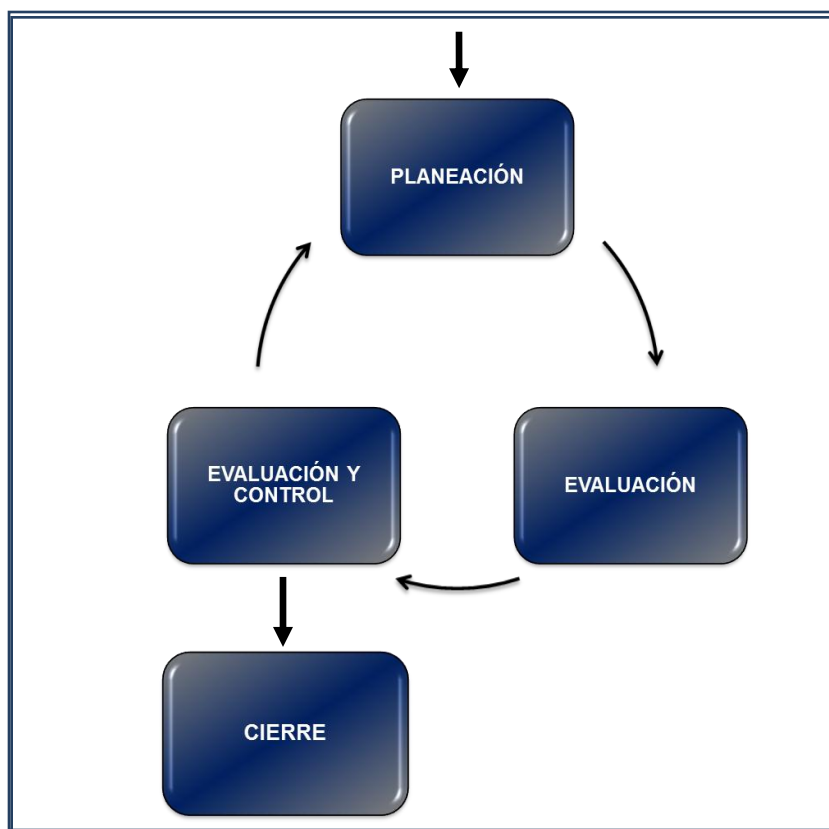 PLANEACIÓN
EVALUACIÓN Y
CONTROL
EVALUACIÓN
CIERRE